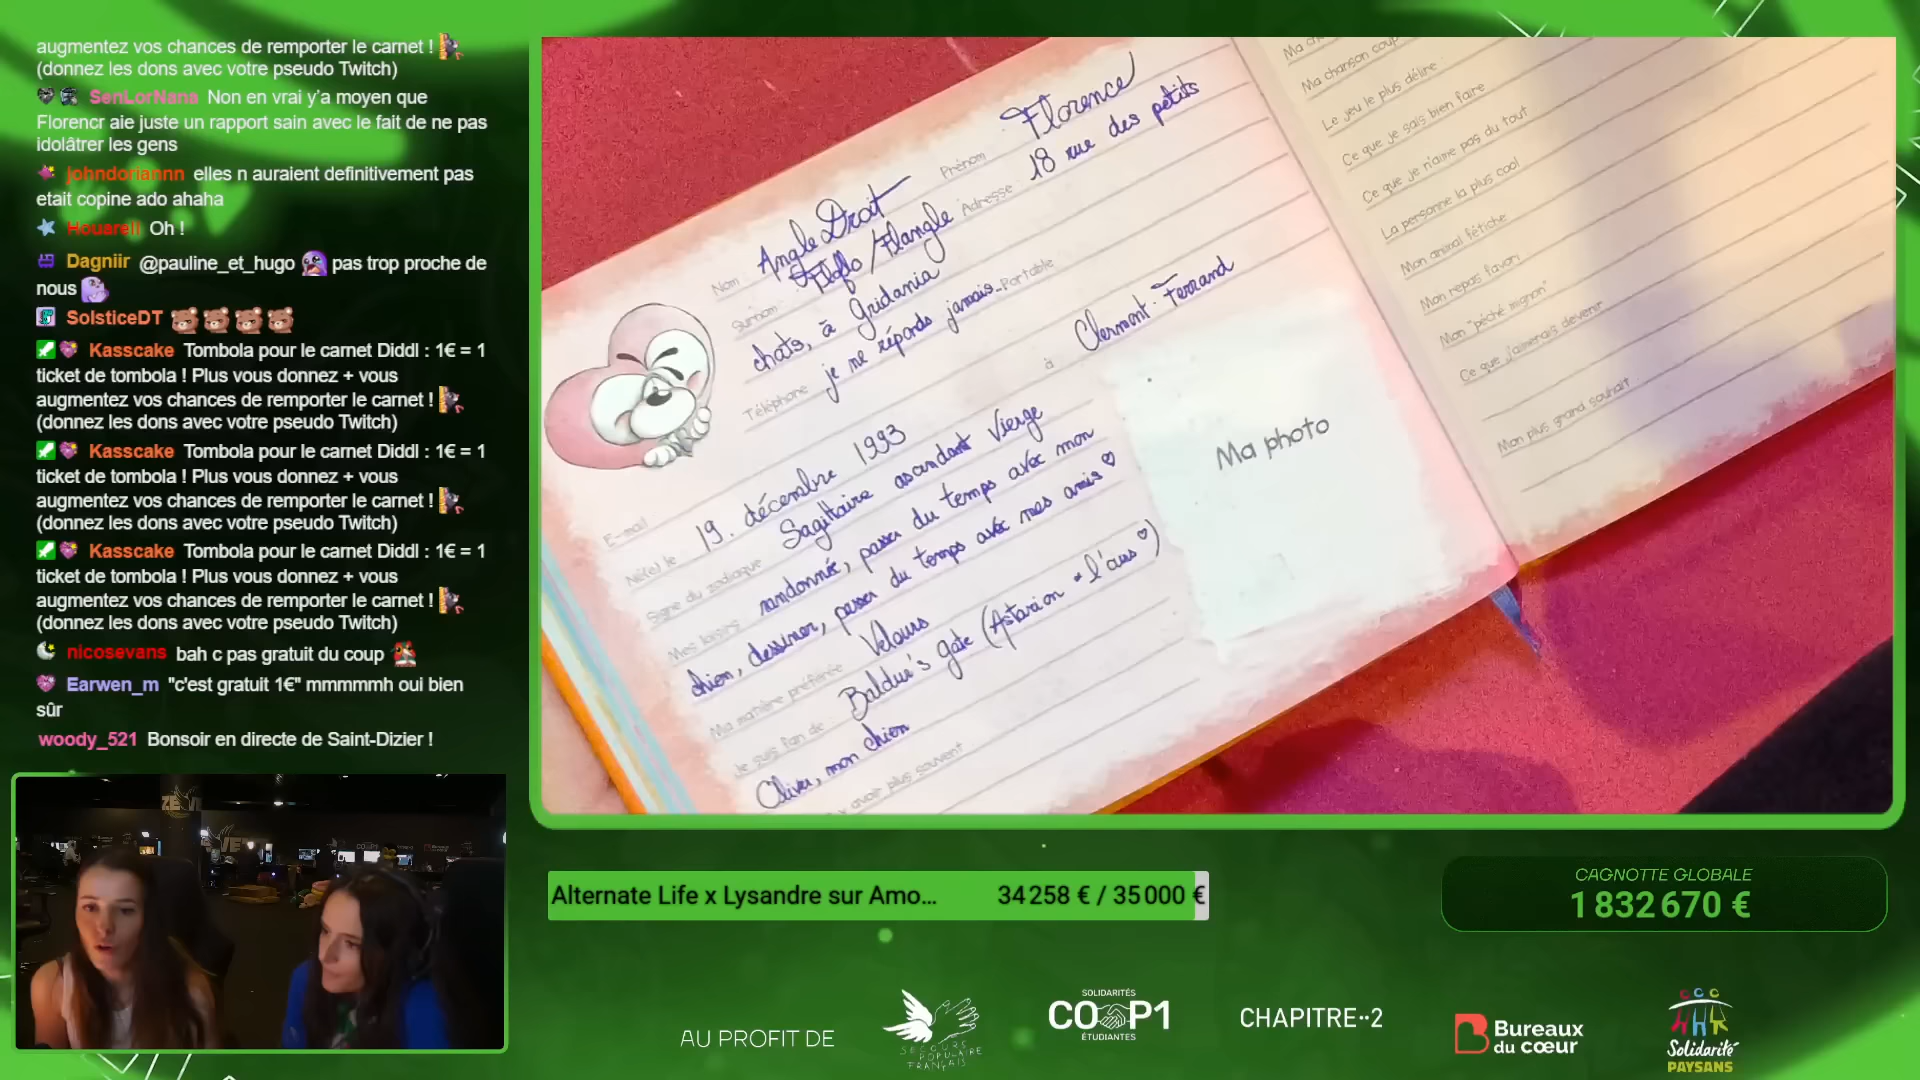 augmentez vos chances de remporter le carnet !
(donnez les dons avec votre pseudo Twitch)
SenLorNana Non en vrai y'a moyen que
Florencr aie juste un rapport sain avec le fait de ne pas
idolâtrer les gens
johndoriannn elles n auraient definitivement pas
etait copine ado ahaha
Houareli Oh !
Dagniir @pauline_et_hugo pas trop proche de
nous
SolsticeDT
Kasscake Tombola pour le carnet Diddl : 1€ = 1
ticket de tombola ! Plus vous donnez + vous
augmentez vos chances de remporter le carnet !
(donnez les dons avec votre pseudo Twitch)
Kasscake Tombola pour le carnet Diddl : 1€ = 1
ticket de tombola ! Plus vous donnez + vous
augmentez vos chances de remporter le carnet !
(donnez les dons avec votre pseudo Twitch)
Kasscake Tombola pour le carnet Diddl : 1€ = 1
ticket de tombola ! Plus vous donnez + vous
augmentez vos chances de remporter le carnet !
(donnez les dons avec votre pseudo Twitch)
nicosevans bah c pas gratuit du coup
Earwen_m "c'est gratuit 1€" mmmmmh oui bien
sûr
woody_521 Bonsoir en directe de Saint-Dizier !
Nom Angle Droit Prénom Florence
Surnom Floflo / Flangle Adresse 18 rue des petits
chats, à Gridania
Téléphone je ne réponds jamais Portable
E-mail
Né(e) le 19. décembre 1993 à Clermont-Ferrand
Signe du zodiaque Sagittaire ascendant Vierge
Mes loisirs randonnée, passer du temps avec mon
chien, dessiner, passer du temps avec mes amis ♡
Ma matière préférée Velours
Je suis fan de Baldur's gate (Astarion
Oliver, mon chien
avoir plus souvent
Ma photo
Ma chanson
Le jeu le plus délire
Ce que je sais bien faire
Ce que je n'aime pas du tout
La personne la plus cool
Mon animal fétiche
Mon repas favori
Mon "péché mignon"
Ce que j'aimerais devenir
Mon plus grand souhait
Alternate Life x Lysandre sur Amo... 34 258 € / 35 000 €
CAGNOTTE GLOBALE
1 832 670 €
AU PROFIT DE
SECOURS
POPULAIRE
FRANÇAIS
SOLIDARITÉS
CO P1
ÉTUDIANTES
CHAPITRE··2
Bureaux
du cœur
Solidarité
PAYSANS